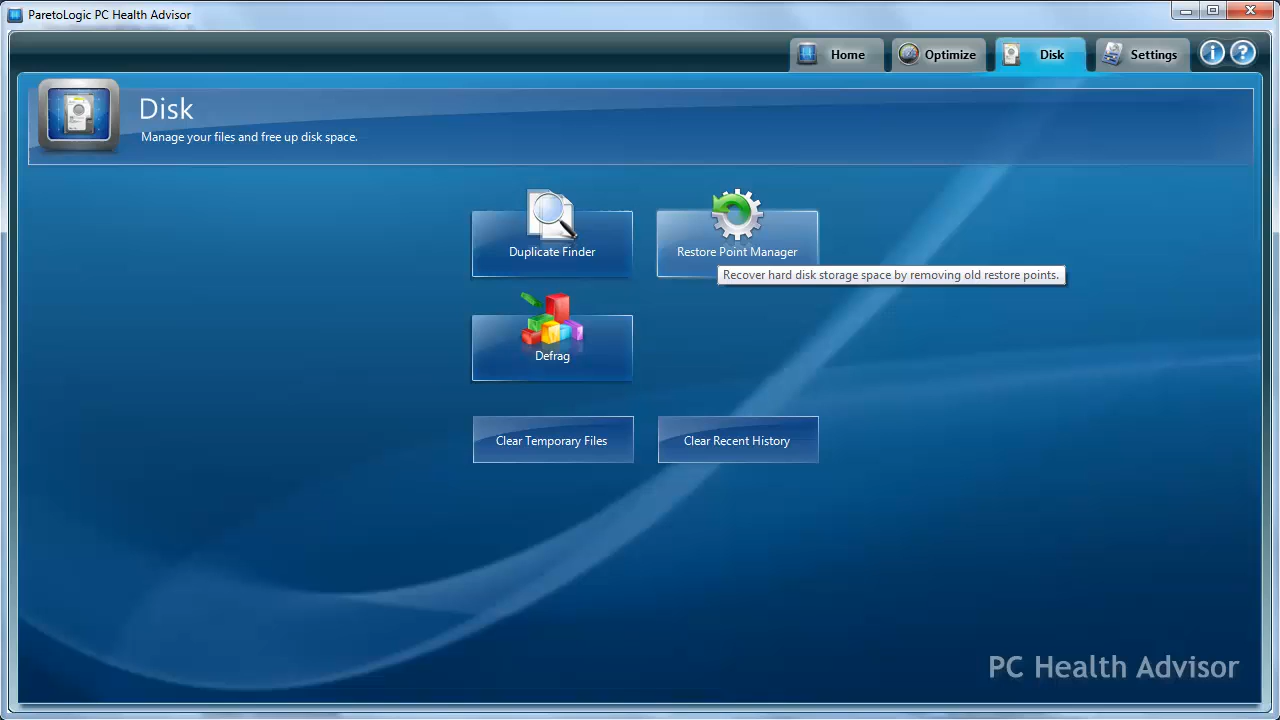 ParetoLogic PC Health Advisor
Home Optimize Disk Settings
Disk
Manage your files and free up disk space.
Duplicate Finder Restore Point Manager
Recover hard disk storage space by removing old restore points.
Defrag
Clear Temporary Files Clear Recent History
PC Health Advisor